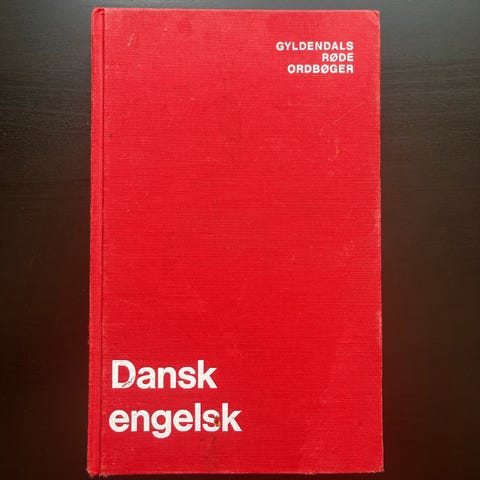 GYLDENDALS
RØDE
ORDBØGER
Dansk
engelsk